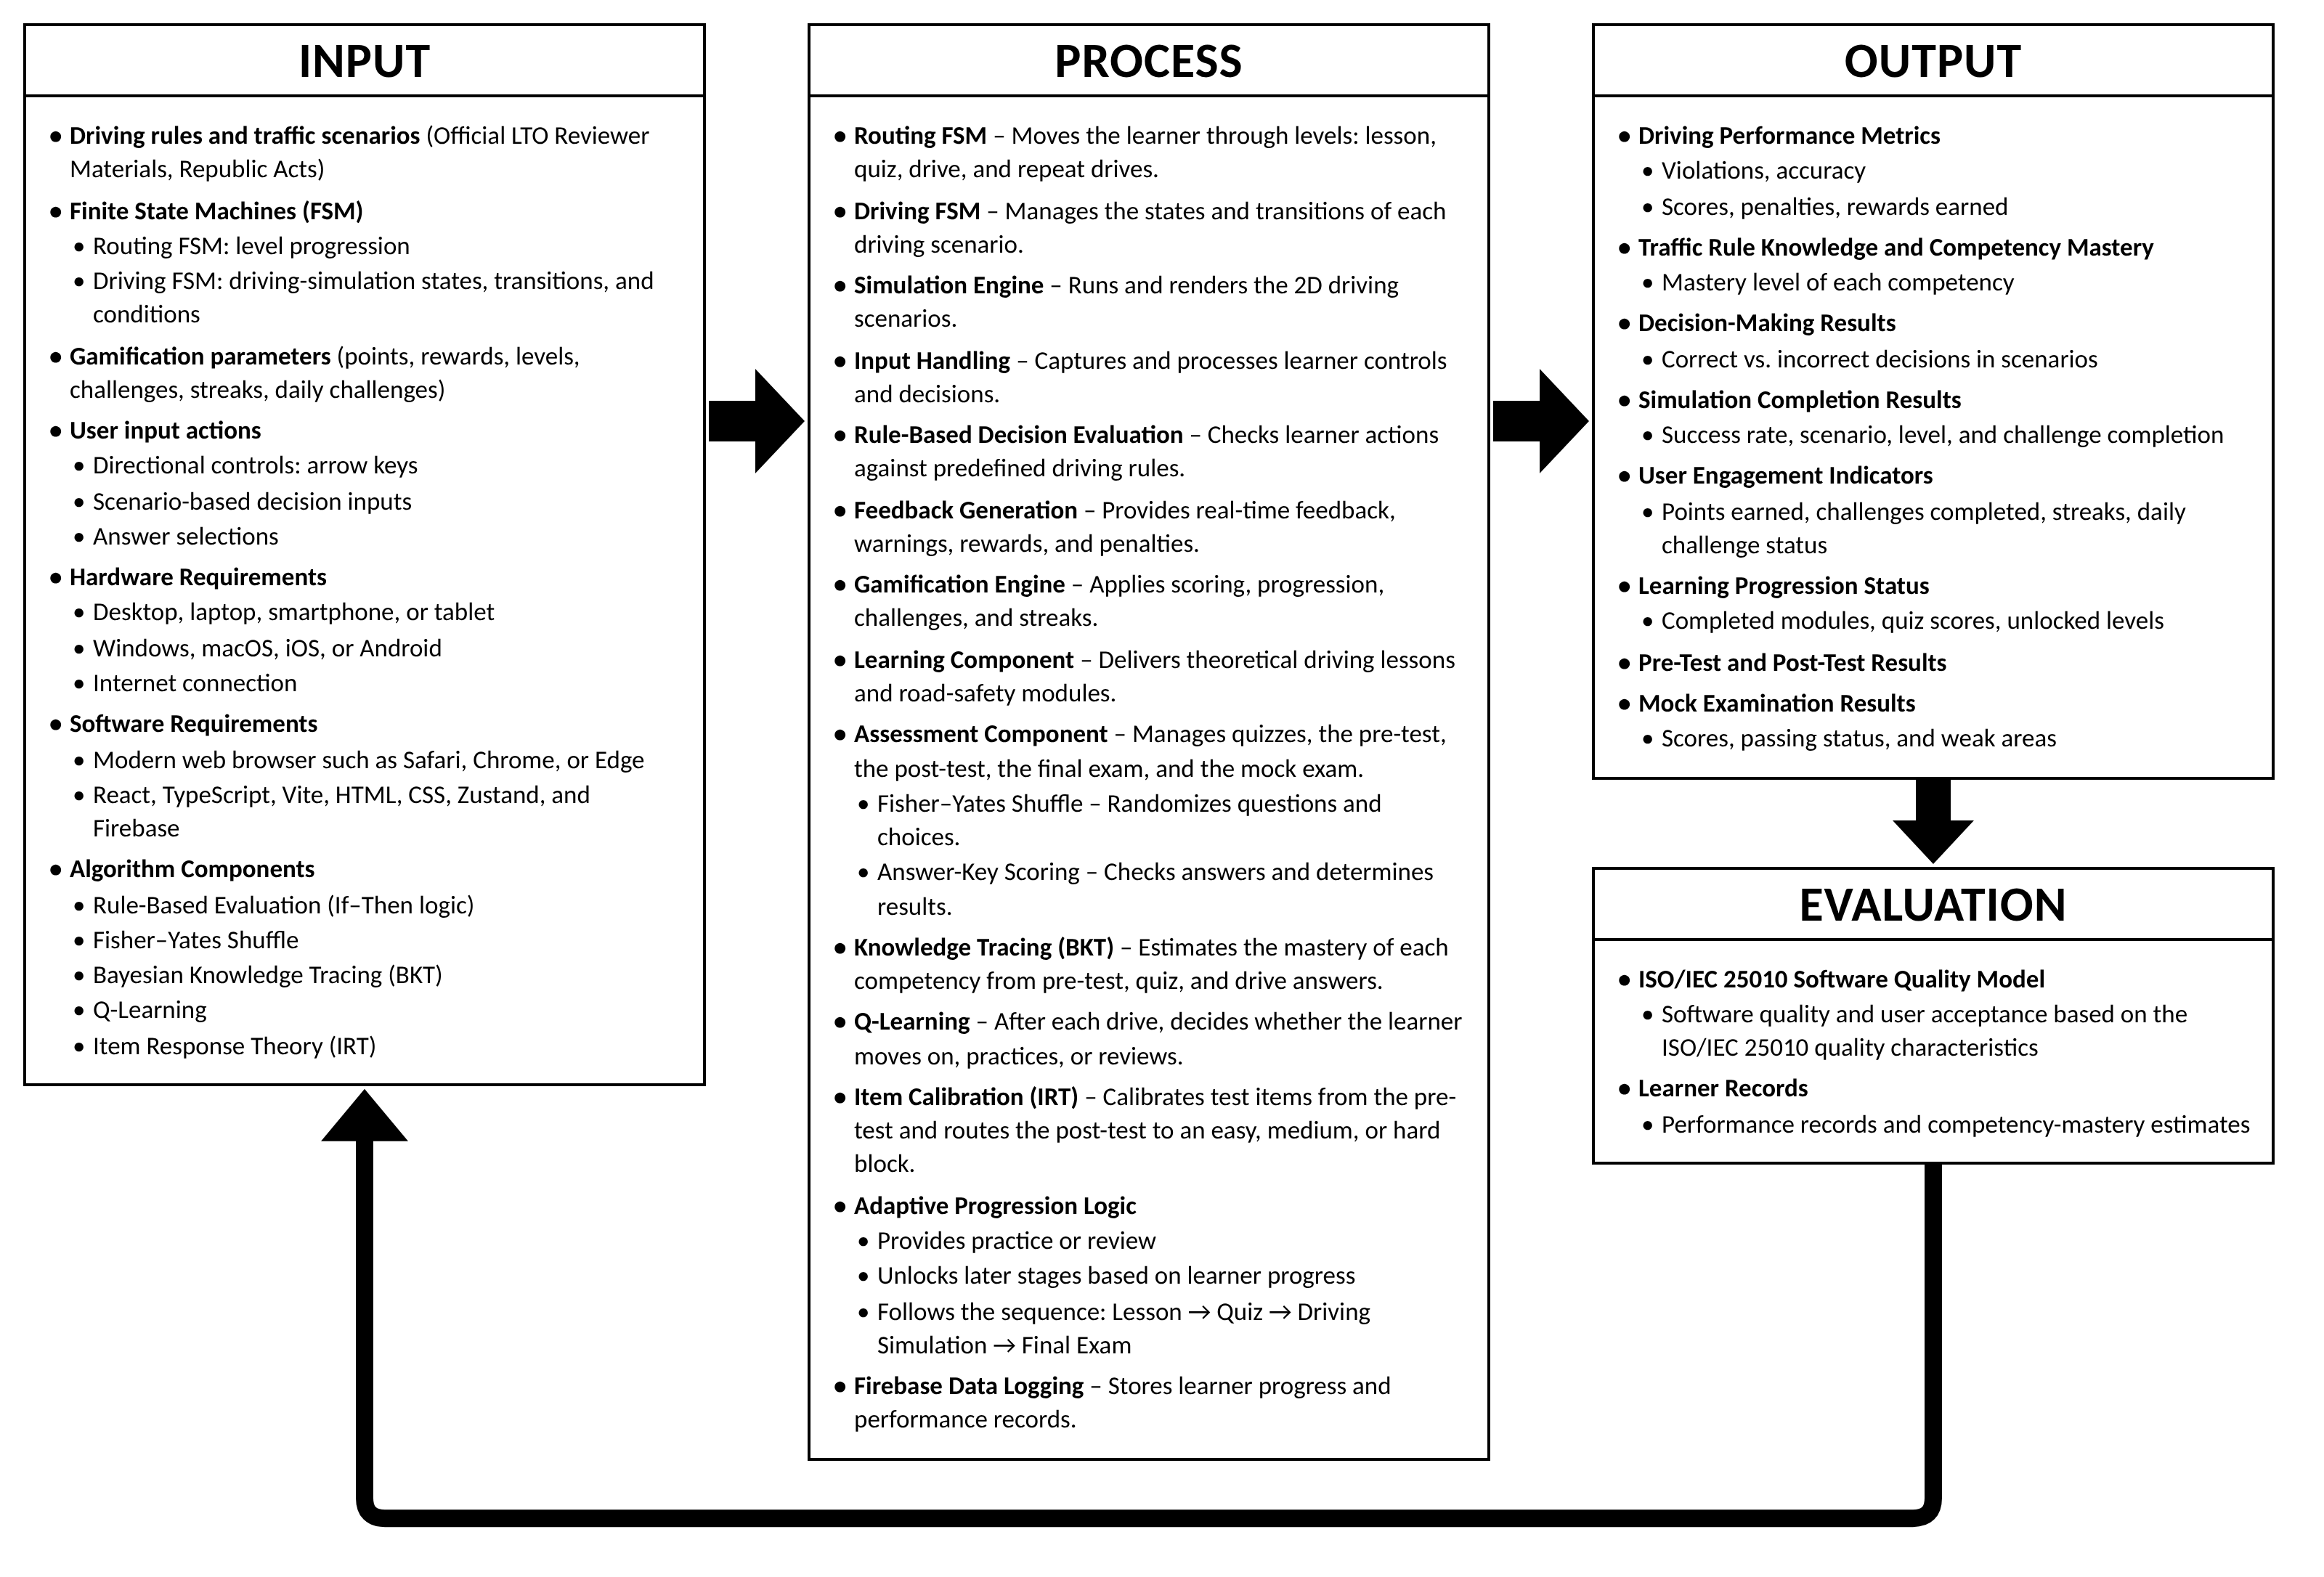 INPUT
● Driving rules and traffic scenarios (Official LTO Reviewer
Materials, Republic Acts)
● Finite State Machines (FSM)
• Routing FSM: level progression
• Driving FSM: driving-simulation states, transitions, and
conditions
● Gamification parameters (points, rewards, levels,
challenges, streaks, daily challenges)
● User input actions
• Directional controls: arrow keys
• Scenario-based decision inputs
• Answer selections
● Hardware Requirements
• Desktop, laptop, smartphone, or tablet
• Windows, macOS, iOS, or Android
• Internet connection
● Software Requirements
• Modern web browser such as Safari, Chrome, or Edge
• React, TypeScript, Vite, HTML, CSS, Zustand, and
Firebase
● Algorithm Components
• Rule-Based Evaluation (If–Then logic)
• Fisher–Yates Shuffle
• Bayesian Knowledge Tracing (BKT)
• Q-Learning
• Item Response Theory (IRT)
PROCESS
● Routing FSM – Moves the learner through levels: lesson,
quiz, drive, and repeat drives.
● Driving FSM – Manages the states and transitions of each
driving scenario.
● Simulation Engine – Runs and renders the 2D driving
scenarios.
● Input Handling – Captures and processes learner controls
and decisions.
● Rule-Based Decision Evaluation – Checks learner actions
against predefined driving rules.
● Feedback Generation – Provides real-time feedback,
warnings, rewards, and penalties.
● Gamification Engine – Applies scoring, progression,
challenges, and streaks.
● Learning Component – Delivers theoretical driving lessons
and road-safety modules.
● Assessment Component – Manages quizzes, the pre-test,
the post-test, the final exam, and the mock exam.
• Fisher–Yates Shuffle – Randomizes questions and
choices.
• Answer-Key Scoring – Checks answers and determines
results.
● Knowledge Tracing (BKT) – Estimates the mastery of each
competency from pre-test, quiz, and drive answers.
● Q-Learning – After each drive, decides whether the learner
moves on, practices, or reviews.
● Item Calibration (IRT) – Calibrates test items from the pre-
test and routes the post-test to an easy, medium, or hard
block.
● Adaptive Progression Logic
• Provides practice or review
• Unlocks later stages based on learner progress
• Follows the sequence: Lesson → Quiz → Driving
Simulation → Final Exam
● Firebase Data Logging – Stores learner progress and
performance records.
OUTPUT
● Driving Performance Metrics
• Violations, accuracy
• Scores, penalties, rewards earned
● Traffic Rule Knowledge and Competency Mastery
• Mastery level of each competency
● Decision-Making Results
• Correct vs. incorrect decisions in scenarios
● Simulation Completion Results
• Success rate, scenario, level, and challenge completion
● User Engagement Indicators
• Points earned, challenges completed, streaks, daily
challenge status
● Learning Progression Status
• Completed modules, quiz scores, unlocked levels
● Pre-Test and Post-Test Results
● Mock Examination Results
• Scores, passing status, and weak areas
EVALUATION
● ISO/IEC 25010 Software Quality Model
• Software quality and user acceptance based on the
ISO/IEC 25010 quality characteristics
● Learner Records
• Performance records and competency-mastery estimates